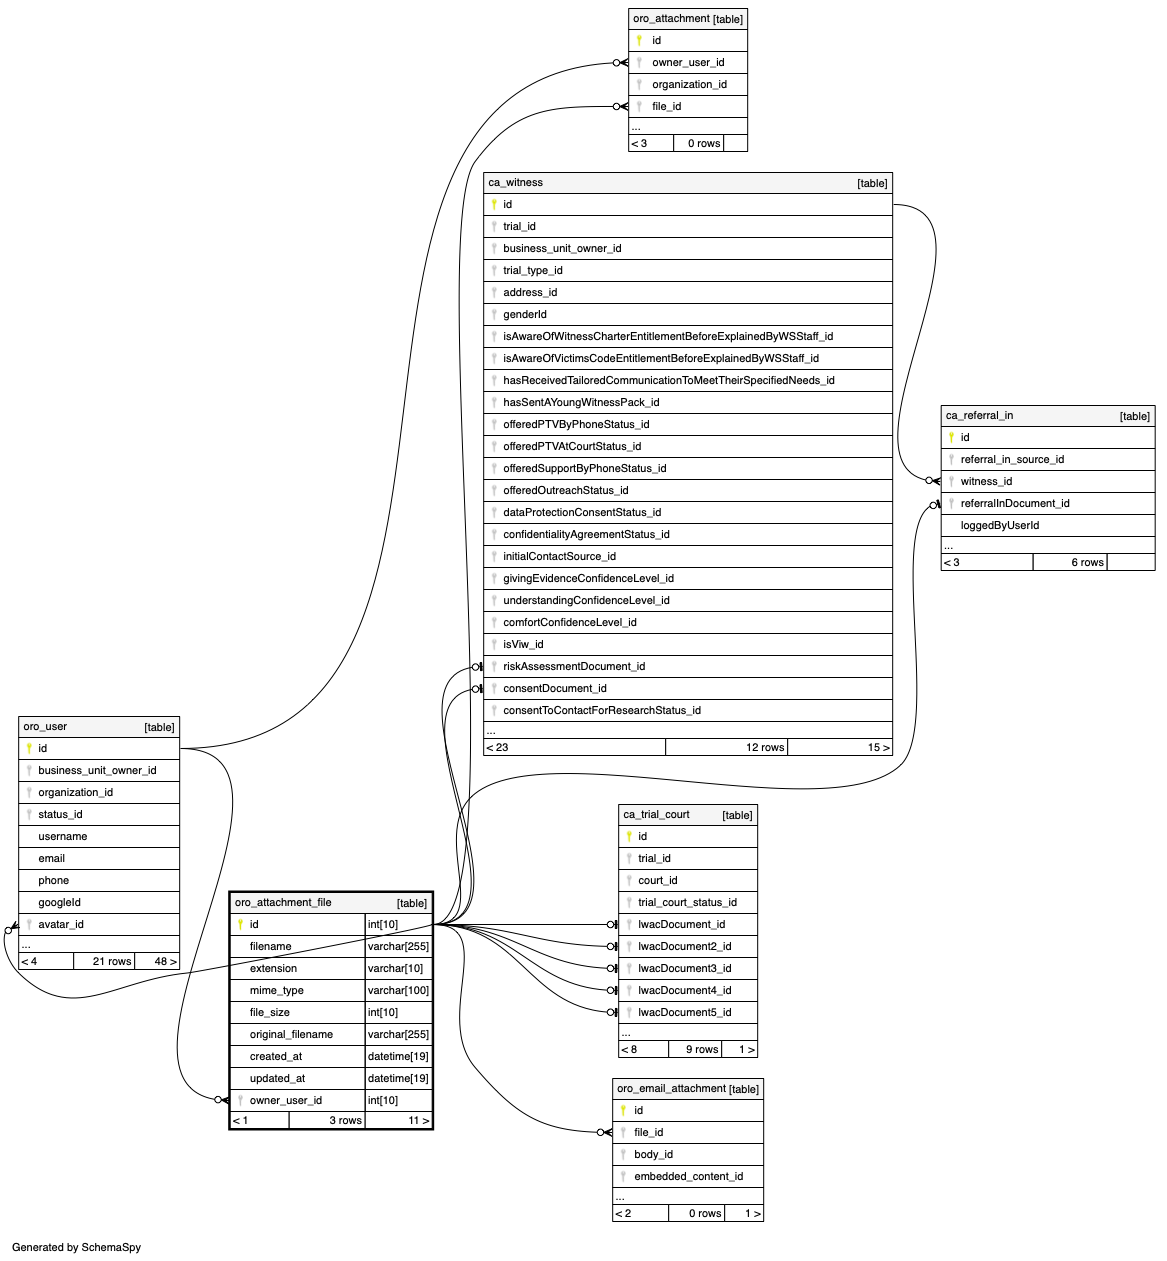 oro_attachment [table]
id
owner_user_id
organization_id
file_id
...
< 3 0 rows
ca_witness [table]
id
trial_id
business_unit_owner_id
trial_type_id
address_id
genderId
isAwareOfWitnessCharterEntitlementBeforeExplainedByWSStaff_id
isAwareOfVictimsCodeEntitlementBeforeExplainedByWSStaff_id
hasReceivedTailoredCommunicationToMeetTheirSpecifiedNeeds_id
hasSentAYoungWitnessPack_id
offeredPTVByPhoneStatus_id
offeredPTVAtCourtStatus_id
offeredSupportByPhoneStatus_id
offeredOutreachStatus_id
dataProtectionConsentStatus_id
confidentialityAgreementStatus_id
initialContactSource_id
givingEvidenceConfidenceLevel_id
understandingConfidenceLevel_id
comfortConfidenceLevel_id
isViw_id
riskAssessmentDocument_id
consentDocument_id
consentToContactForResearchStatus_id
...
< 23 12 rows 15 >
ca_referral_in [table]
id
referral_in_source_id
witness_id
referralInDocument_id
loggedByUserId
...
< 3 6 rows
oro_user [table]
id
business_unit_owner_id
organization_id
status_id
username
email
phone
googleId
avatar_id
...
< 4 21 rows 48 >
oro_attachment_file [table]
id int[10]
filename varchar[255]
extension varchar[10]
mime_type varchar[100]
file_size int[10]
original_filename varchar[255]
created_at datetime[19]
updated_at datetime[19]
owner_user_id int[10]
< 1 3 rows 11 >
ca_trial_court [table]
id
trial_id
court_id
trial_court_status_id
lwacDocument_id
lwacDocument2_id
lwacDocument3_id
lwacDocument4_id
lwacDocument5_id
...
< 8 9 rows 1 >
oro_email_attachment [table]
id
file_id
body_id
embedded_content_id
...
< 2 0 rows 1 >
Generated by SchemaSpy